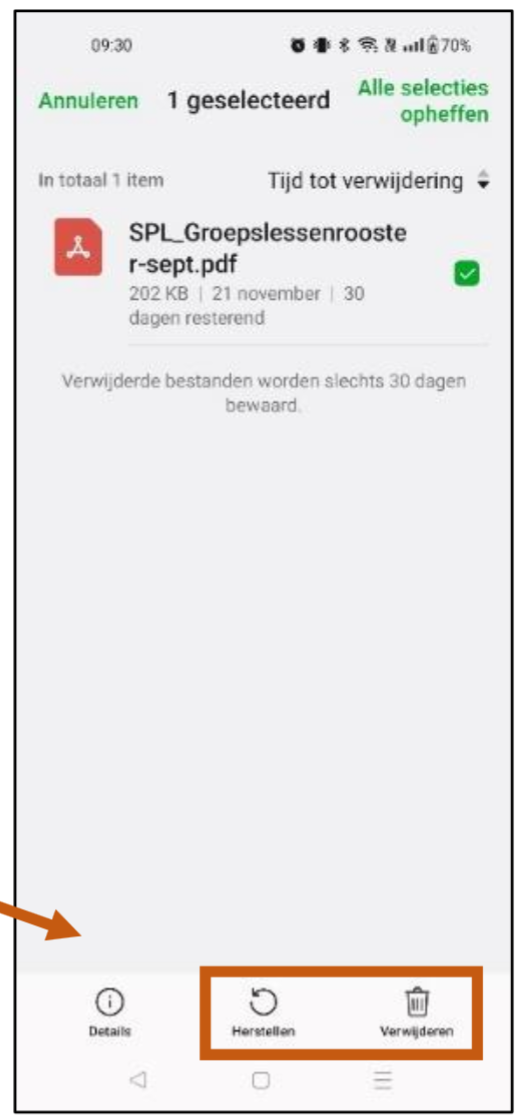 09:30
70%
Annuleren 1 geselecteerd Alle selecties
opheffen
In totaal 1 item Tijd tot verwijdering
SPL_Groepslessenrooste
r-sept.pdf
202 KB | 21 november | 30
dagen resterend
Verwijderde bestanden worden slechts 30 dagen
bewaard.
Details Herstellen Verwijderen